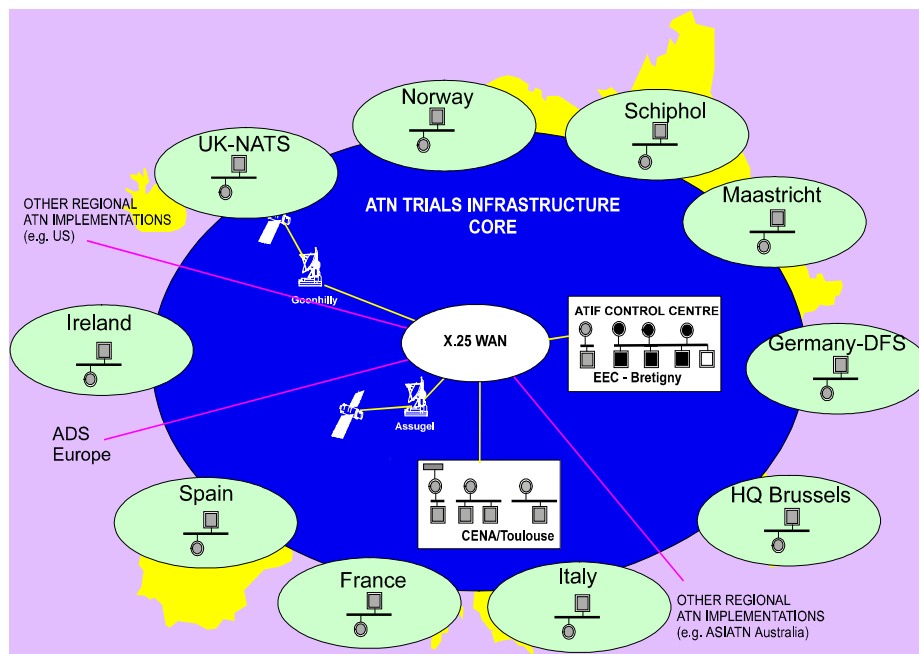 Norway
Schiphol
UK-NATS
Maastricht
ATN TRIALS INFRASTRUCTURE
CORE
OTHER REGIONAL
ATN IMPLEMENTATIONS
(e.g. US)
Goonhilly
ATIF CONTROL CENTRE
Ireland
X.25 WAN
Germany-DFS
EEC - Bretigny
ADS
Europe
Assugel
Spain
HQ Brussels
CENA/Toulouse
France
Italy
OTHER REGIONAL
ATN IMPLEMENTATIONS
(e.g. ASIATN Australia)